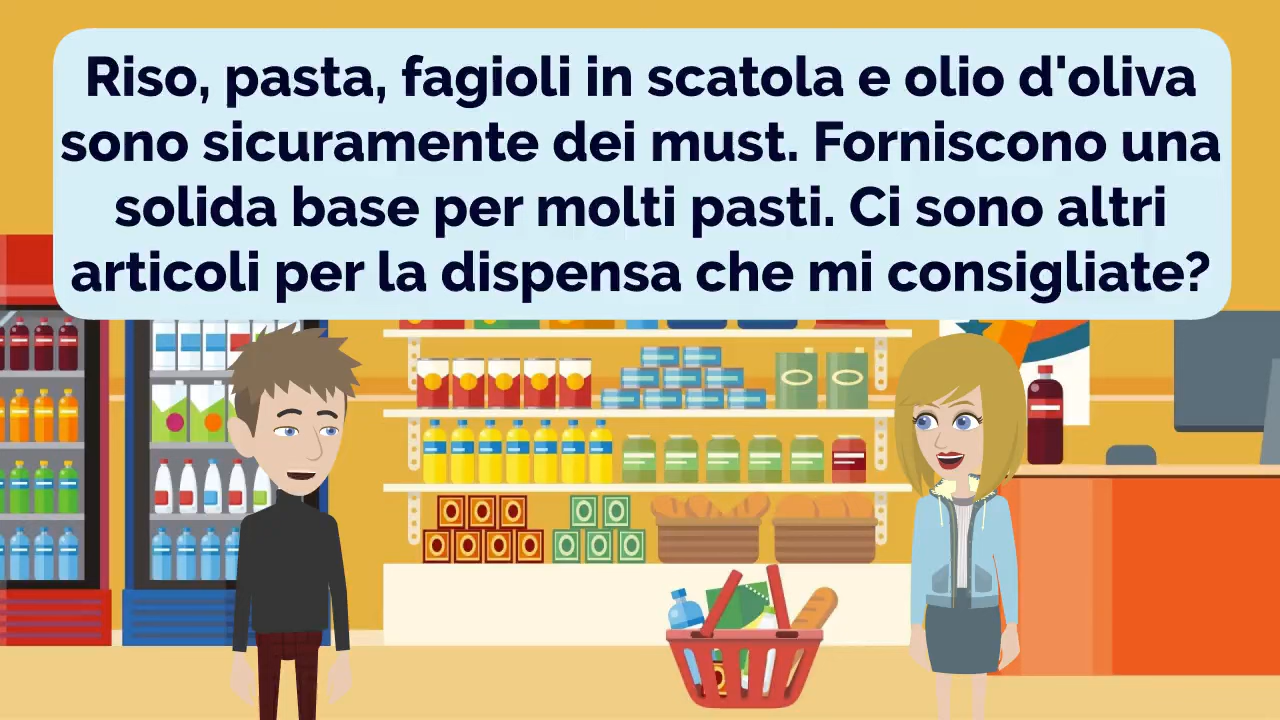 Riso, pasta, fagioli in scatola e olio d'oliva
sono sicuramente dei must. Forniscono una
solida base per molti pasti. Ci sono altri
articoli per la dispensa che mi consigliate?